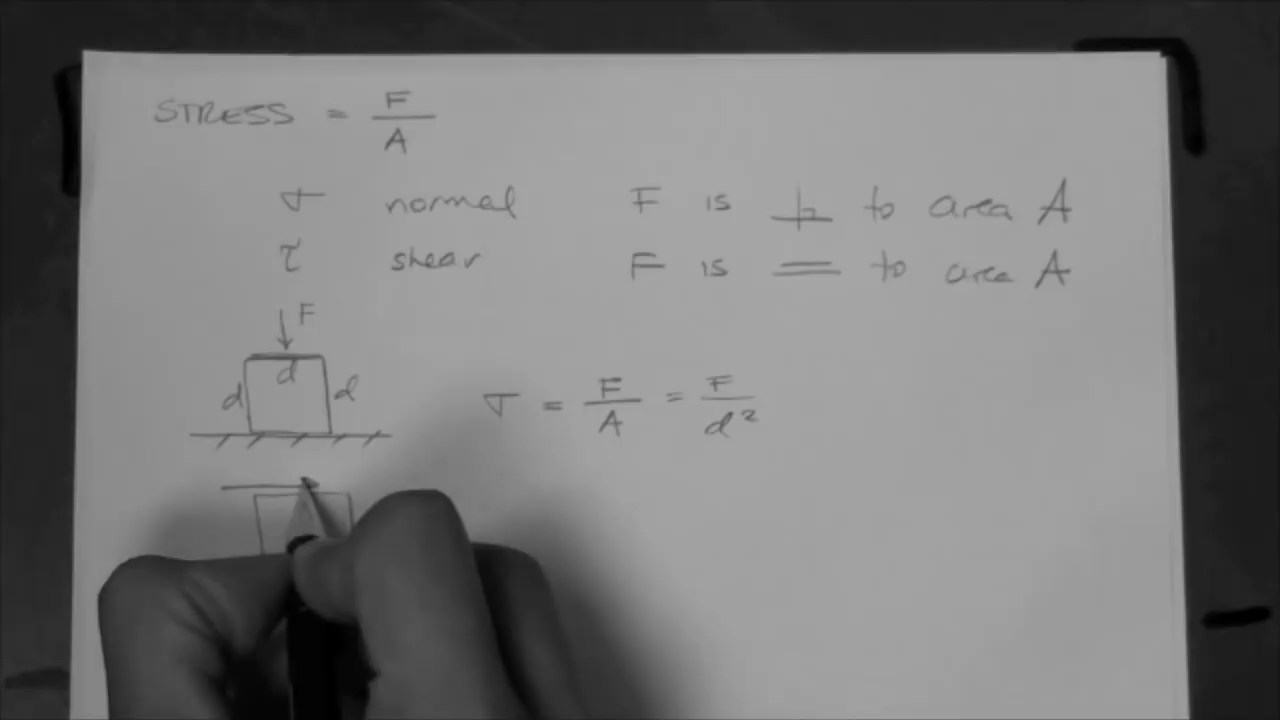 STRESS = F/A
σ normal F is ⊥ to area A
τ shear F is = to area A
F
d
d d
σ = F/A = F/d²